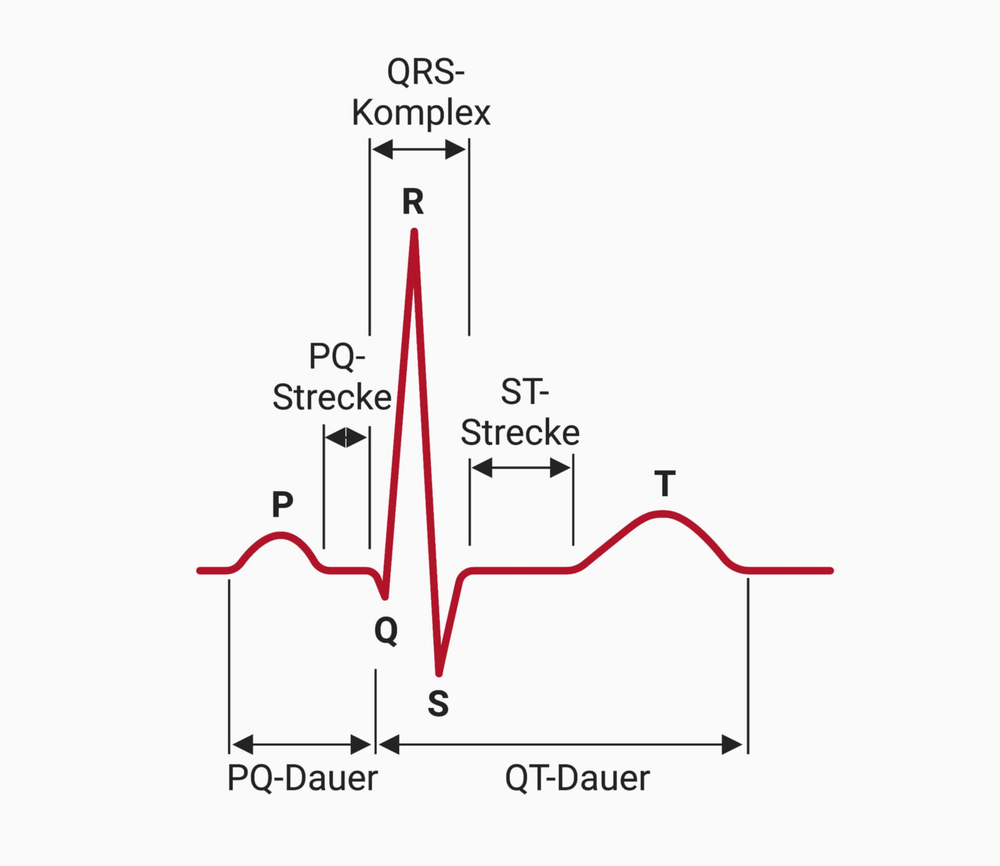 QRS-
Komplex
R
PQ-
Strecke
ST-
Strecke
P
T
Q
S
PQ-Dauer
QT-Dauer